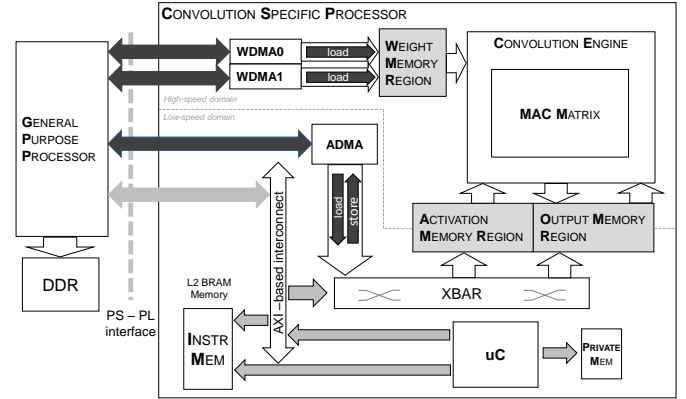 CONVOLUTION SPECIFIC PROCESSOR
WDMA0
load
WDMA1
load
WEIGHT
MEMORY
REGION
CONVOLUTION ENGINE
MAC MATRIX
High-speed domain
Low-speed domain
GENERAL
PURPOSE
PROCESSOR
ADMA
load
store
AXI –based interconnect
ACTIVATION
MEMORY REGION
OUTPUT MEMORY
REGION
DDR
PS – PL
interface
L2 BRAM
Memory
XBAR
INSTR
MEM
uC
PRIVATE
MEM